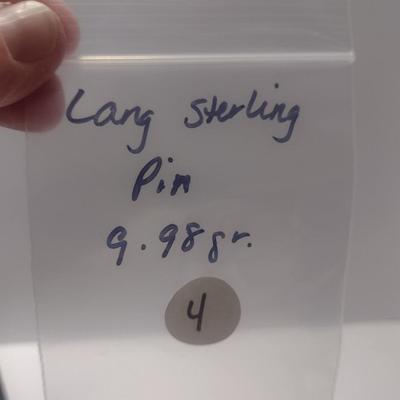 Lang Sterling
Pin
9.98gr.
4